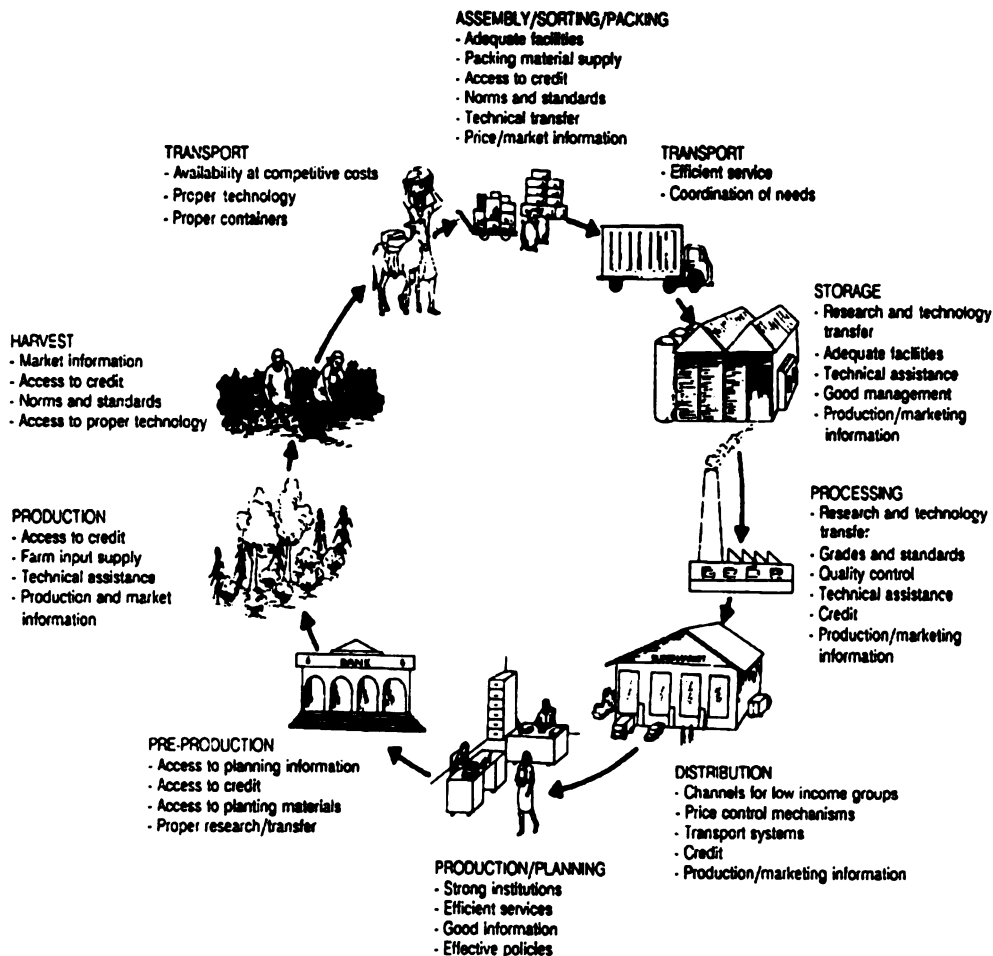 ASSEMBLY/SORTING/PACKING
- Adequate facilities
- Packing material supply
- Access to credit
- Norms and standards
- Technical transfer
- Price/market information
TRANSPORT
- Availability at competitive costs
- Proper technology
- Proper containers
TRANSPORT
- Efficient service
- Coordination of needs
STORAGE
- Research and technology
transfer
- Adequate facilities
- Technical assistance
- Good management
- Production/marketing
information
HARVEST
- Market information
- Access to credit
- Norms and standards
- Access to proper technology
PROCESSING
- Research and technology
transfer
- Grades and standards
- Quality control
- Technical assistance
- Credit
- Production/marketing
information
PRODUCTION
- Access to credit
- Farm input supply
- Technical assistance
- Production and market
information
BANK
PRE-PRODUCTION
- Access to planning information
- Access to credit
- Access to planting materials
- Proper research/transfer
DISTRIBUTION
- Channels for low income groups
- Price control mechanisms
- Transport systems
- Credit
- Production/marketing information
PRODUCTION/PLANNING
- Strong institutions
- Efficient services
- Good information
- Effective policies